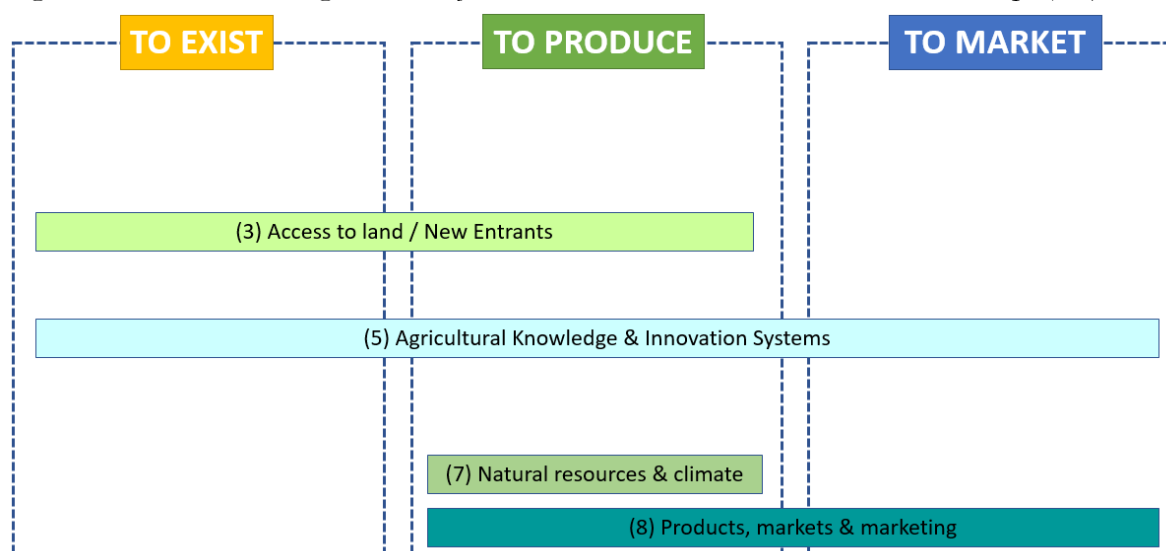 TO EXIST
TO PRODUCE
TO MARKET
(3) Access to land / New Entrants
(5) Agricultural Knowledge & Innovation Systems
(7) Natural resources & climate
(8) Products, markets & marketing